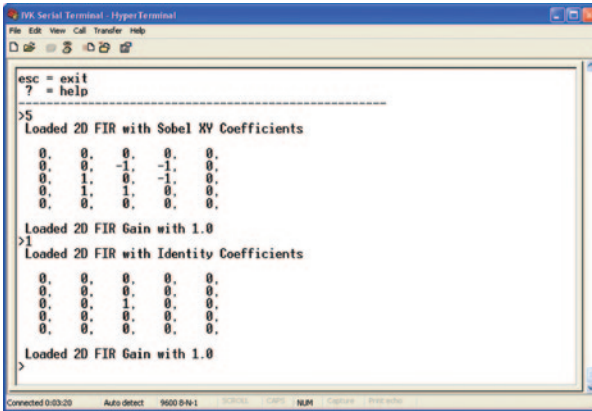 IVK Serial Terminal - HyperTerminal
File Edit View Call Transfer Help
esc = exit
? = help
-------------------------------------------------------
>5
Loaded 2D FIR with Sobel XY Coefficients
0, 0, 0, 0, 0,
0, 0, -1, -1, 0,
0, 1, 0, -1, 0,
0, 1, 1, 0, 0,
0, 0, 0, 0, 0,
Loaded 2D FIR Gain with 1.0
>1
Loaded 2D FIR with Identity Coefficients
0, 0, 0, 0, 0,
0, 0, 0, 0, 0,
0, 0, 1, 0, 0,
0, 0, 0, 0, 0,
0, 0, 0, 0, 0,
Loaded 2D FIR Gain with 1.0
>
Connected 0:03:20 Auto detect 9600 8-N-1 SCROLL CAPS NUM Capture Print echo